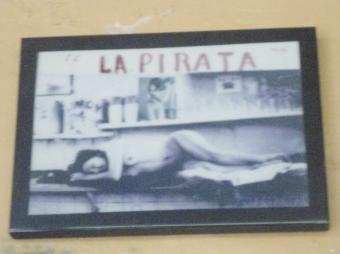 " LA PIRATA "